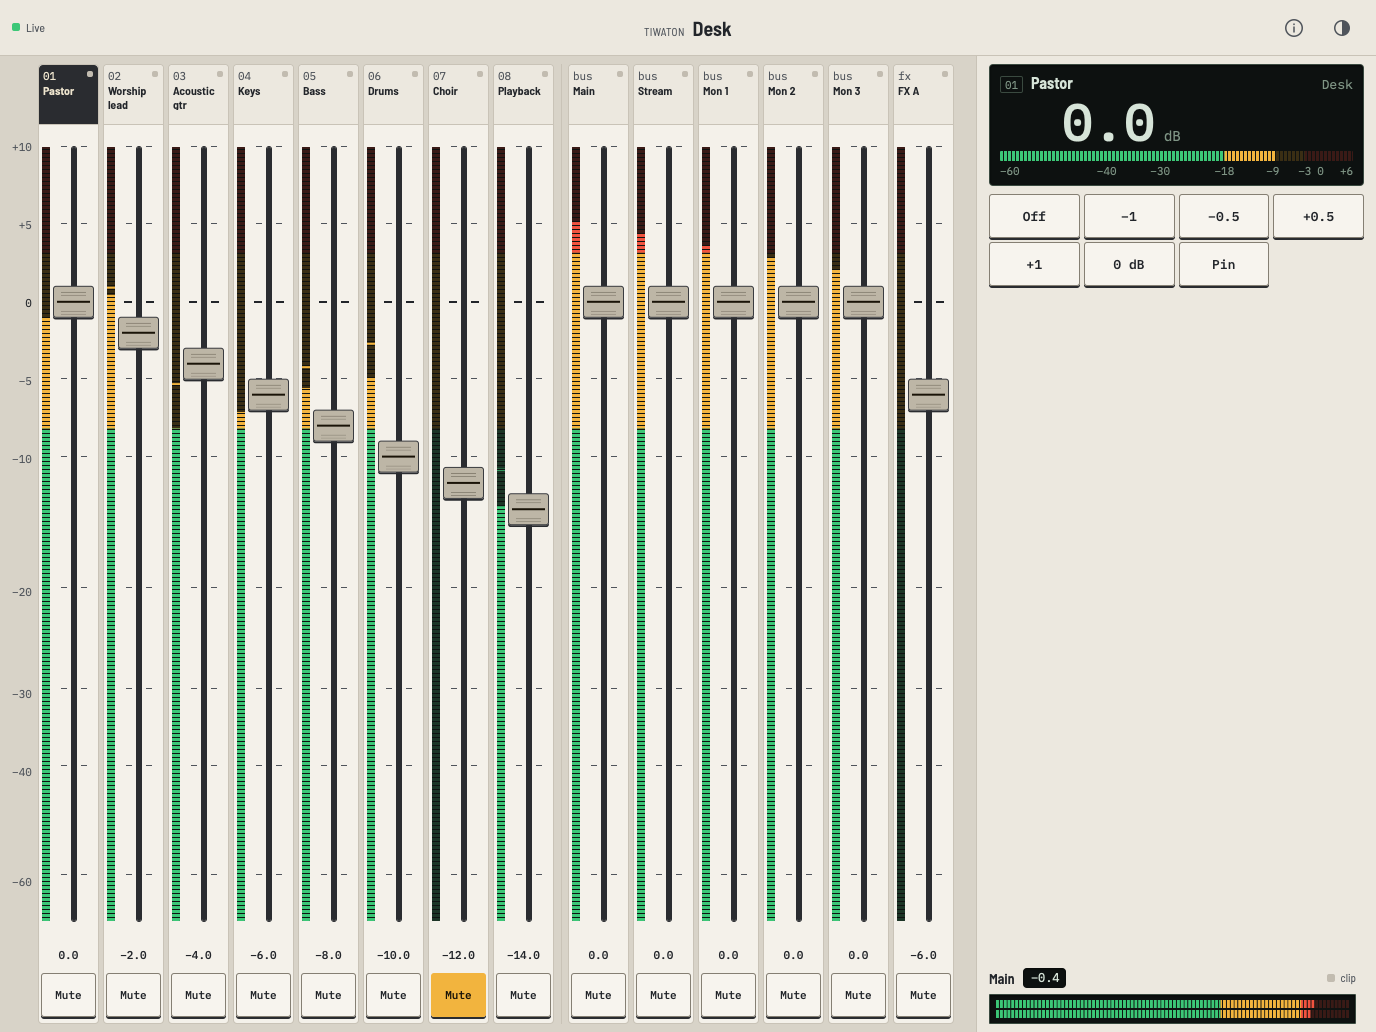 Live
TIWATON Desk
01 Pastor
02 Worship lead
03 Acoustic gtr
04 Keys
05 Bass
06 Drums
07 Choir
08 Playback
bus Main
bus Stream
bus Mon 1
bus Mon 2
bus Mon 3
fx FX A
+10
+5
0
−5
−10
−20
−30
−40
−60
0.0 −2.0 −4.0 −6.0 −8.0 −10.0 −12.0 −14.0 0.0 0.0 0.0 0.0 0.0 −6.0
Mute Mute Mute Mute Mute Mute Mute Mute Mute Mute Mute Mute Mute Mute
01 Pastor Desk
0.0 dB
−60 −40 −30 −18 −9 −3 0 +6
Off −1 −0.5 +0.5
+1 0 dB Pin
Main −0.4 clip